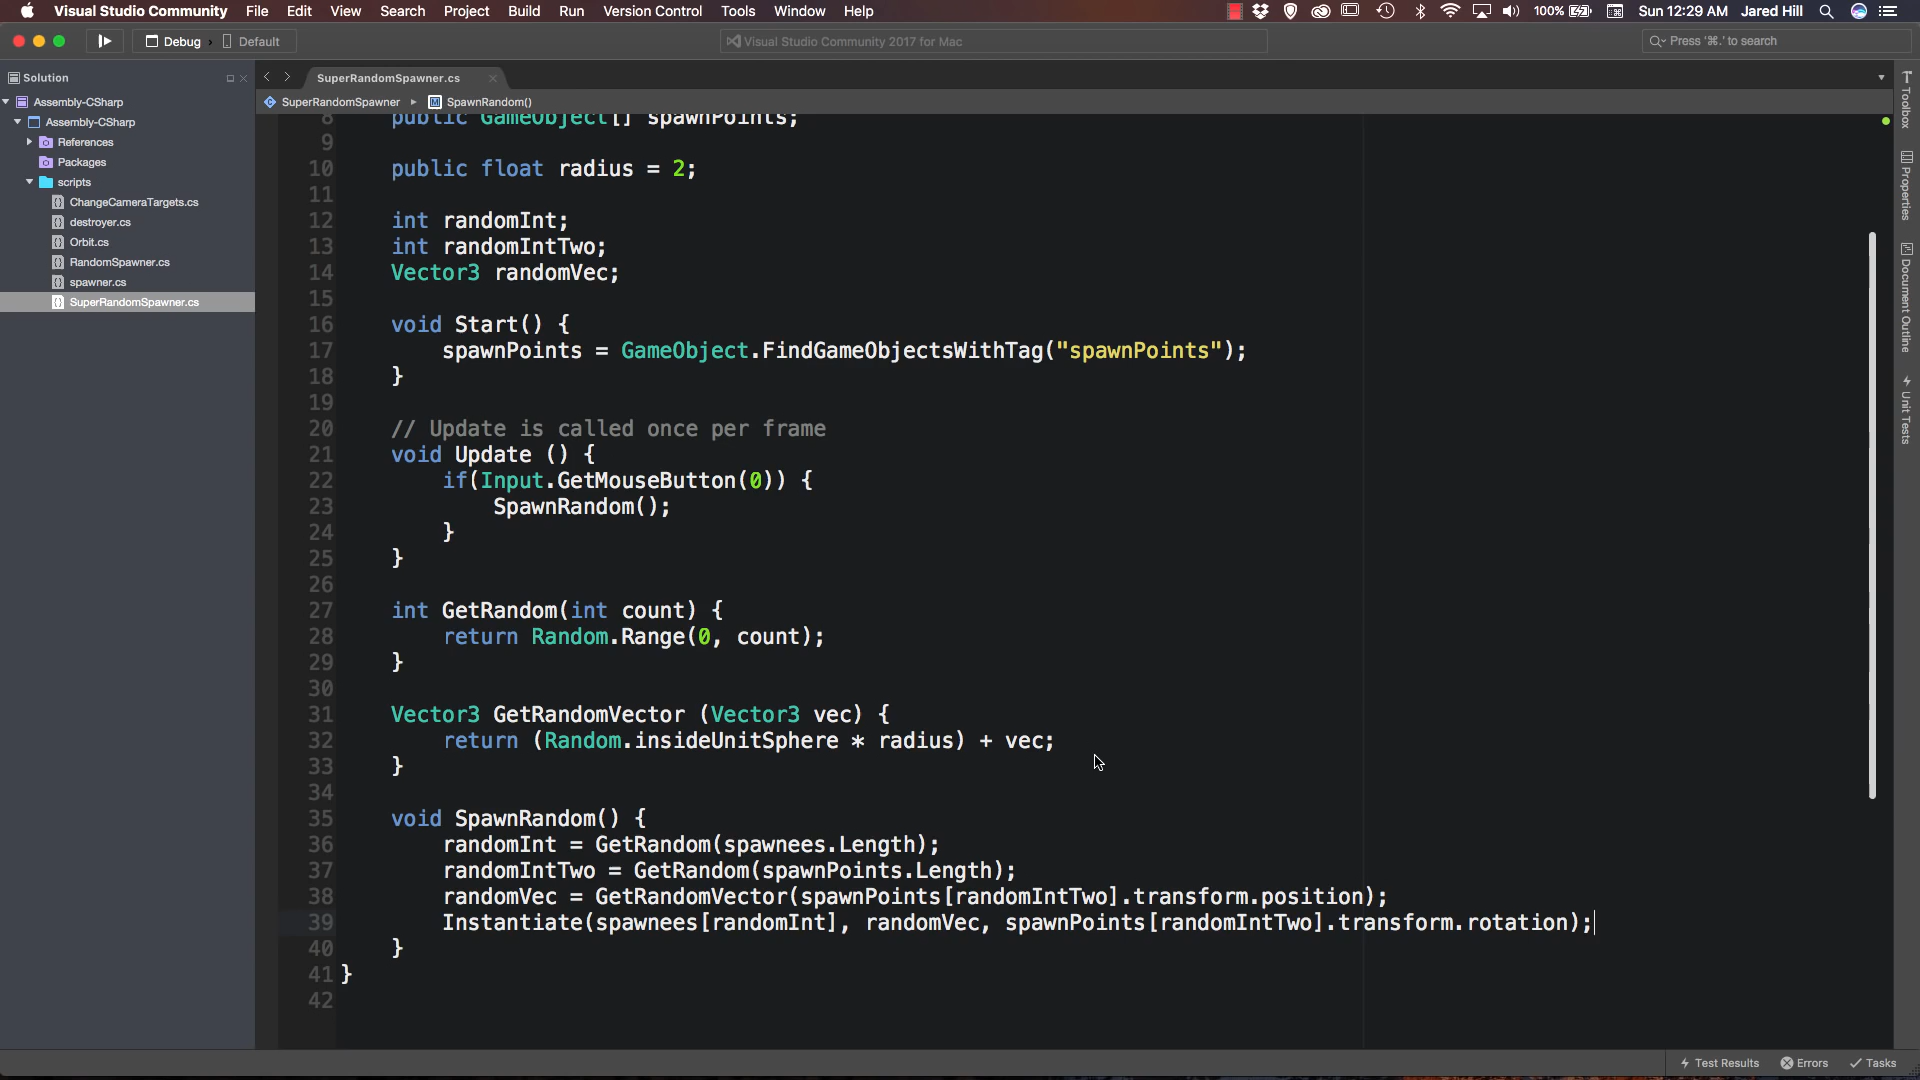 Visual Studio Community File Edit View Search Project Build Run Version Control Tools Window Help 100% Sun 12:29 AM Jared Hill
Debug Default Visual Studio Community 2017 for Mac Press '⌘.' to search
Solution SuperRandomSpawner.cs
SuperRandomSpawner SpawnRandom()
Assembly-CSharp
Assembly-CSharp
References
Packages
scripts
ChangeCameraTargets.cs
destroyer.cs
Orbit.cs
RandomSpawner.cs
spawner.cs
SuperRandomSpawner.cs
8 public GameObject[] spawnPoints;
9
10 public float radius = 2;
11
12 int randomInt;
13 int randomIntTwo;
14 Vector3 randomVec;
15
16 void Start() {
17 spawnPoints = GameObject.FindGameObjectsWithTag("spawnPoints");
18 }
19
20 // Update is called once per frame
21 void Update () {
22 if(Input.GetMouseButton(0)) {
23 SpawnRandom();
24 }
25 }
26
27 int GetRandom(int count) {
28 return Random.Range(0, count);
29 }
30
31 Vector3 GetRandomVector (Vector3 vec) {
32 return (Random.insideUnitSphere * radius) + vec;
33 }
34
35 void SpawnRandom() {
36 randomInt = GetRandom(spawnees.Length);
37 randomIntTwo = GetRandom(spawnPoints.Length);
38 randomVec = GetRandomVector(spawnPoints[randomIntTwo].transform.position);
39 Instantiate(spawnees[randomInt], randomVec, spawnPoints[randomIntTwo].transform.rotation);
40 }
41 }
42
Toolbox
Properties
Document Outline
Unit Tests
Test Results Errors Tasks